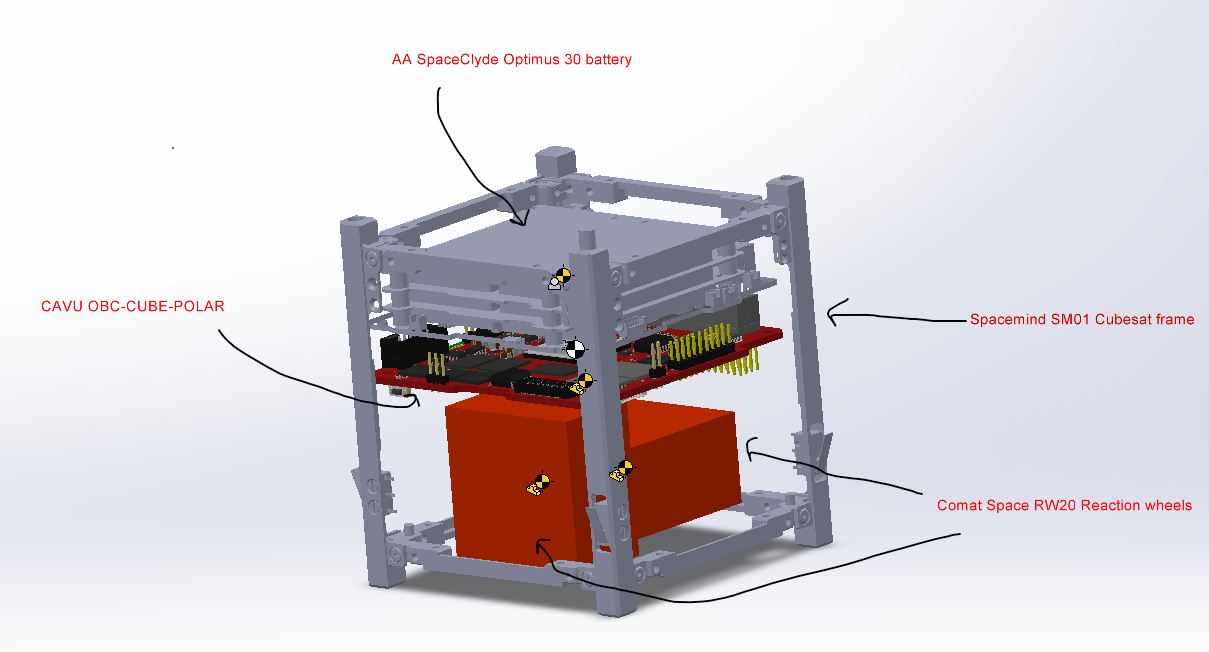 AA SpaceClyde Optimus 30 battery
CAVU OBC-CUBE-POLAR
Spacemind SM01 Cubesat frame
Comat Space RW20 Reaction wheels